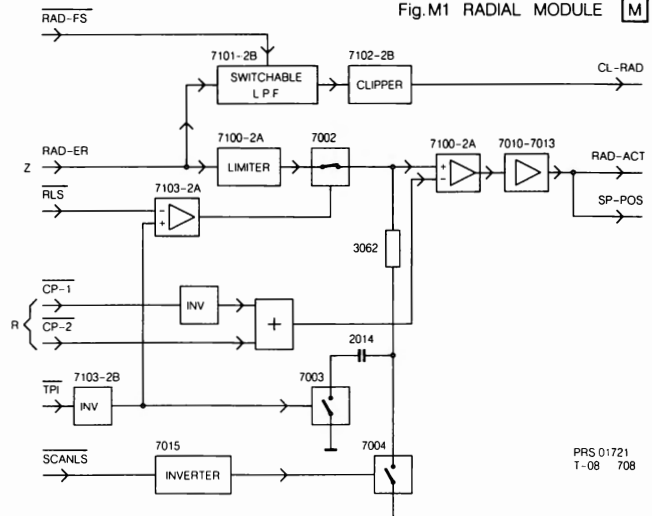 Fig.M1 RADIAL MODULE M
RAD-FS
7101-2B
7102-2B
SWITCHABLE
L P F
CLIPPER
CL-RAD
RAD-ER
Z
7100-2A
LIMITER
7002
7100-2A
+
-
7010-7013
RAD-ACT
SP-POS
RLS
7103-2A
-
+
3062
CP-1
INV
R
CP-2
+
2014
TPI
7103-2B
INV
7003
SCANLS
7015
INVERTER
7004
PRS 01721
T-08 708